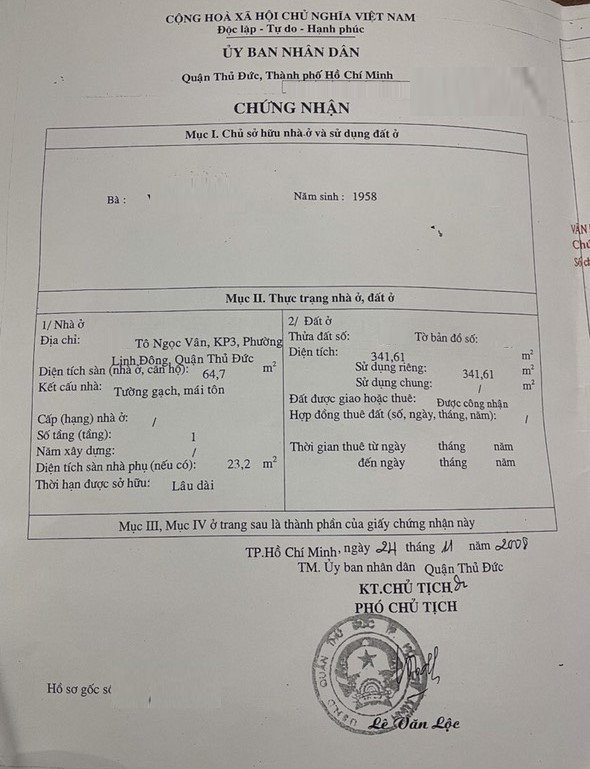 CỘNG HOÀ XÃ HỘI CHỦ NGHĨA VIỆT NAM
Độc lập - Tự do - Hạnh phúc
ỦY BAN NHÂN DÂN
Quận Thủ Đức, Thành phố Hồ Chí Minh
CHỨNG NHẬN
Mục I. Chủ sở hữu nhà ở và sử dụng đất ở
Bà : Năm sinh : 1958
VĂN
Chứ
Số đ
Mục II. Thực trạng nhà ở, đất ở
1/ Nhà ở
Địa chỉ: Tô Ngọc Vân, KP3, Phường
Linh Đông, Quận Thủ Đức
Diện tích sàn (nhà ở, căn hộ): 64,7 m2
Kết cấu nhà: Tường gạch, mái tôn
Cấp (hạng) nhà ở: /
Số tầng (tầng): 1
Năm xây dựng: /
Diện tích sàn nhà phụ (nếu có): 23,2 m2
Thời hạn được sở hữu: Lâu dài
2/ Đất ở
Thửa đất số: Tờ bản đồ số:
Diện tích: 341,61 m2
Sử dụng riêng: 341,61 m2
Sử dụng chung: / m2
Đất được giao hoặc thuê: Được công nhận
Hợp đồng thuê đất (số, ngày, tháng, năm): /
Thời gian thuê từ ngày tháng năm
đến ngày tháng năm
Mục III, Mục IV ở trang sau là thành phần của giấy chứng nhận này
TP.Hồ Chí Minh, ngày 24 tháng 11 năm 2008
TM. Ủy ban nhân dân Quận Thủ Đức
KT.CHỦ TỊCH
PHÓ CHỦ TỊCH
Lê Văn Lộc
Hồ sơ gốc số